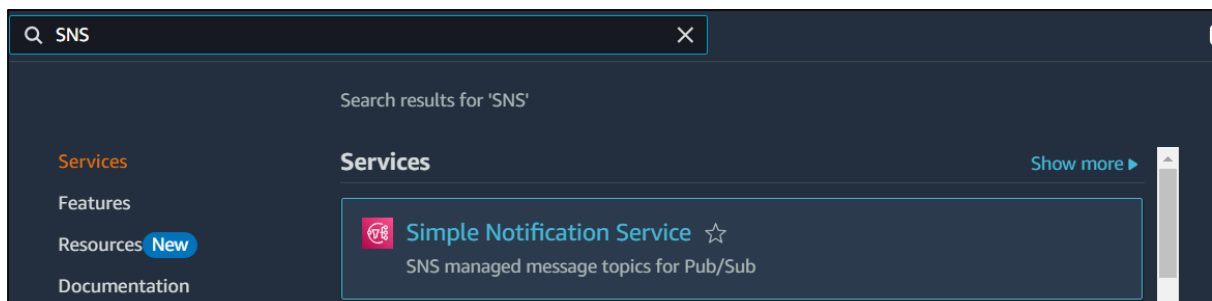 SNS
Search results for 'SNS'
Services
Features
Resources New
Documentation
Services
Show more
Simple Notification Service
SNS managed message topics for Pub/Sub